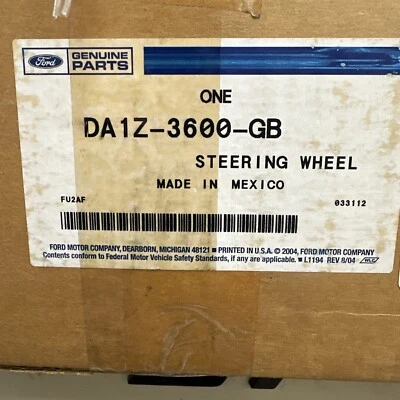 Ford GENUINE PARTS
ONE
DA1Z-3600-GB
STEERING WHEEL
MADE IN MEXICO
FU2AF 033112
FORD MOTOR COMPANY, DEARBORN, MICHIGAN 48121 ■ PRINTED IN U.S.A. © 2004, FORD MOTOR COMPANY
Contents conform to Federal Motor Vehicle Safety Standards, if any are applicable. ■ L1194 REV 8/04